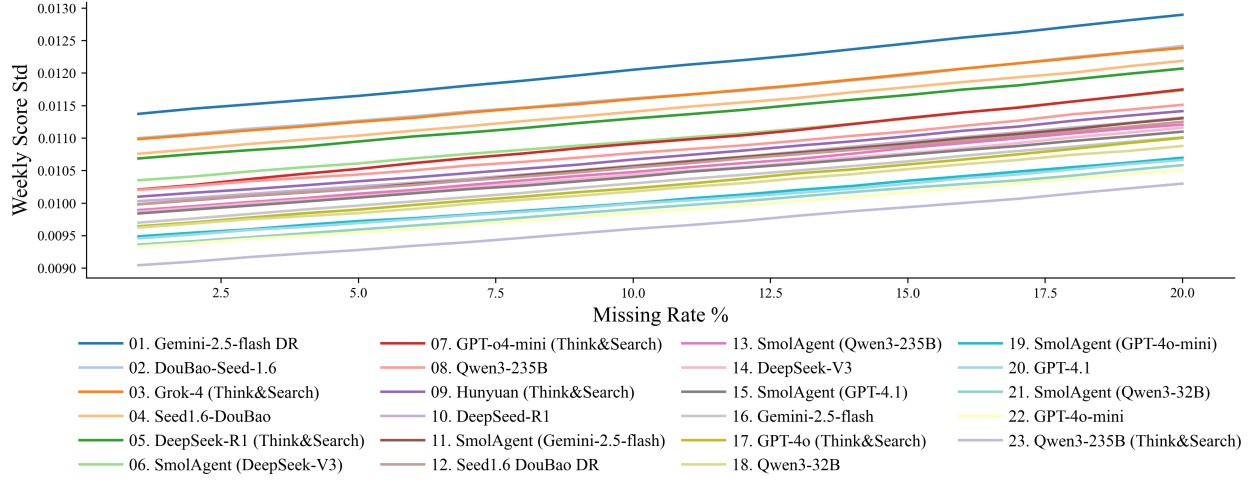 0.0130
0.0125
0.0120
0.0115
0.0110
0.0105
0.0100
0.0095
0.0090
Weekly Score Std
2.5 5.0 7.5 10.0 12.5 15.0 17.5 20.0
Missing Rate %
01. Gemini-2.5-flash DR 07. GPT-o4-mini (Think&Search) 13. SmolAgent (Qwen3-235B) 19. SmolAgent (GPT-4o-mini)
02. DouBao-Seed-1.6 08. Qwen3-235B 14. DeepSeek-V3 20. GPT-4.1
03. Grok-4 (Think&Search) 09. Hunyuan (Think&Search) 15. SmolAgent (GPT-4.1) 21. SmolAgent (Qwen3-32B)
04. Seed1.6-DouBao 10. DeepSeed-R1 16. Gemini-2.5-flash 22. GPT-4o-mini
05. DeepSeek-R1 (Think&Search) 11. SmolAgent (Gemini-2.5-flash) 17. GPT-4o (Think&Search) 23. Qwen3-235B (Think&Search)
06. SmolAgent (DeepSeek-V3) 12. Seed1.6 DouBao DR 18. Qwen3-32B